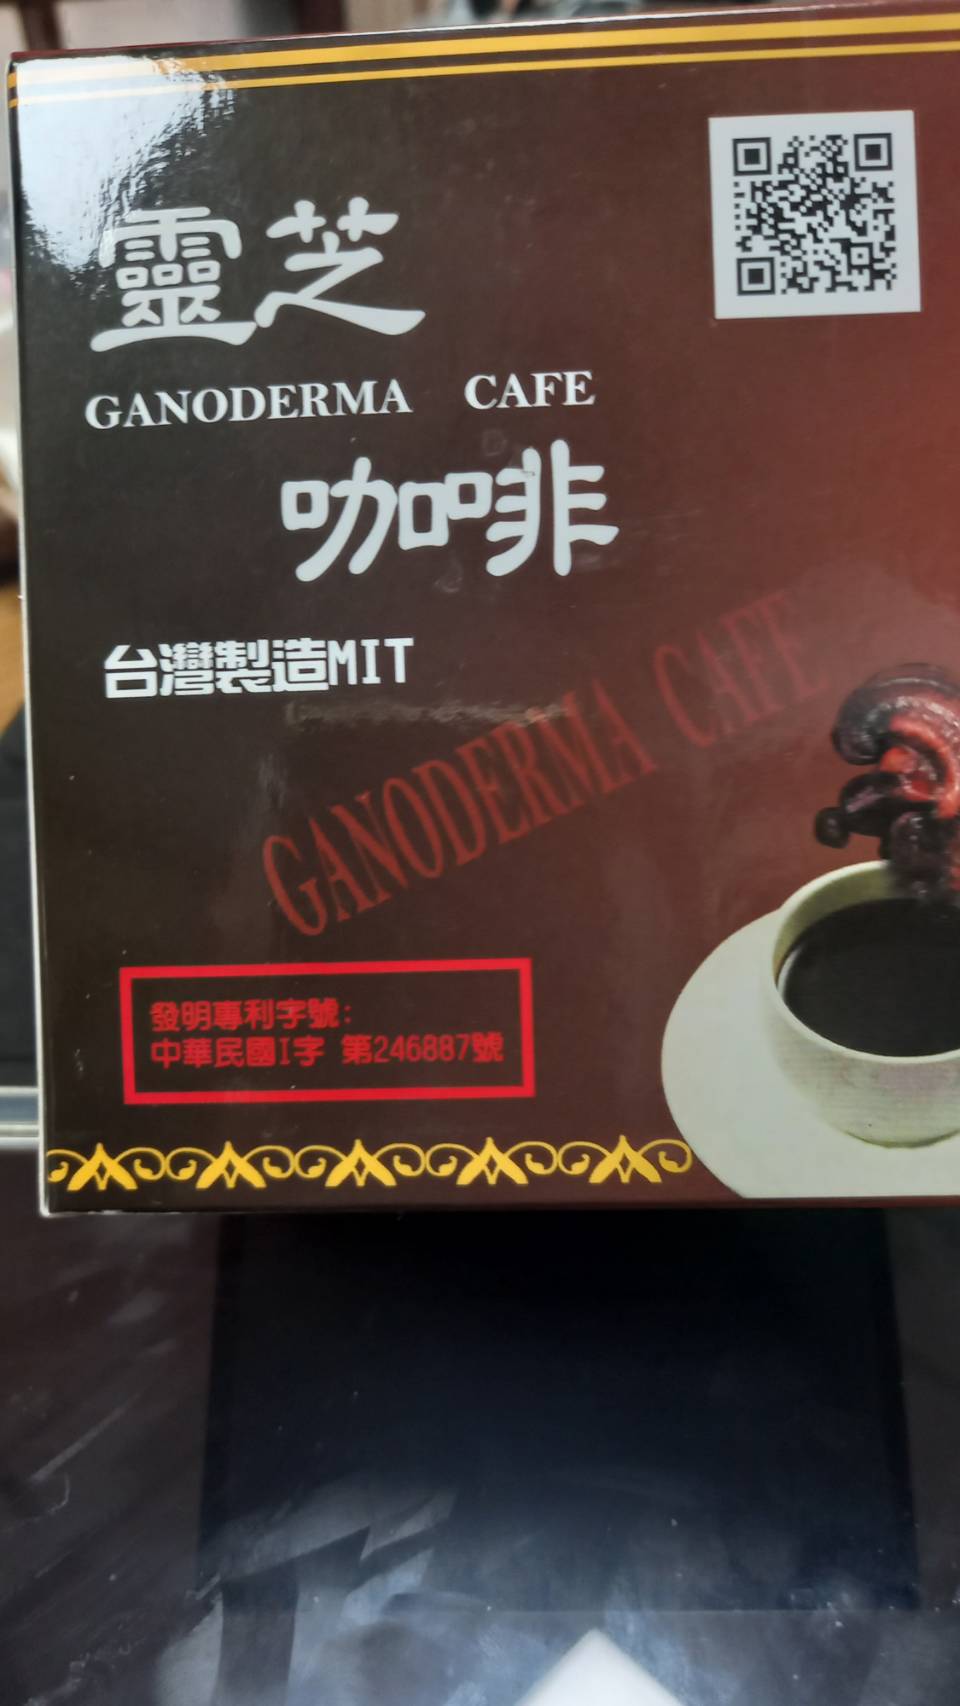 靈芝
GANODERMA CAFE
咖啡
台灣製造MIT
GANODERMA CAFE
發明專利字號:
中華民國I字 第246887號